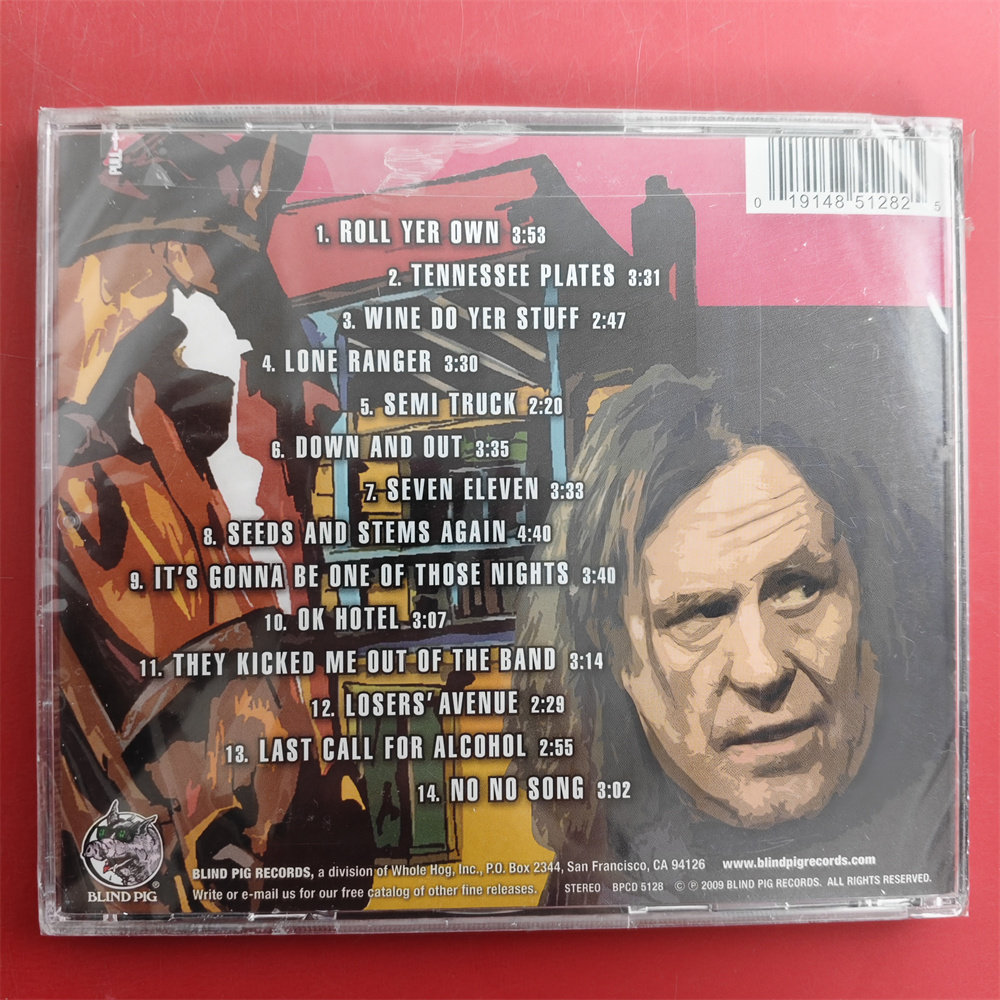 PULL
0 19148 51282 5
1. ROLL YER OWN 3:53
2. TENNESSEE PLATES 3:31
3. WINE DO YER STUFF 2:47
4. LONE RANGER 3:30
5. SEMI TRUCK 2:20
6. DOWN AND OUT 3:35
7. SEVEN ELEVEN 3:33
8. SEEDS AND STEMS AGAIN 4:40
9. IT'S GONNA BE ONE OF THOSE NIGHTS 3:40
10. OK HOTEL 3:07
11. THEY KICKED ME OUT OF THE BAND 3:14
12. LOSERS' AVENUE 2:29
13. LAST CALL FOR ALCOHOL 2:55
14. NO NO SONG 3:02
BLIND PIG®
BLIND PIG RECORDS, a division of Whole Hog, Inc., P.O. Box 2344, San Francisco, CA 94126 www.blindpigrecords.com
Write or e-mail us for our free catalog of other fine releases. STEREO BPCD 5128 © ℗ 2009 BLIND PIG RECORDS. ALL RIGHTS RESERVED.